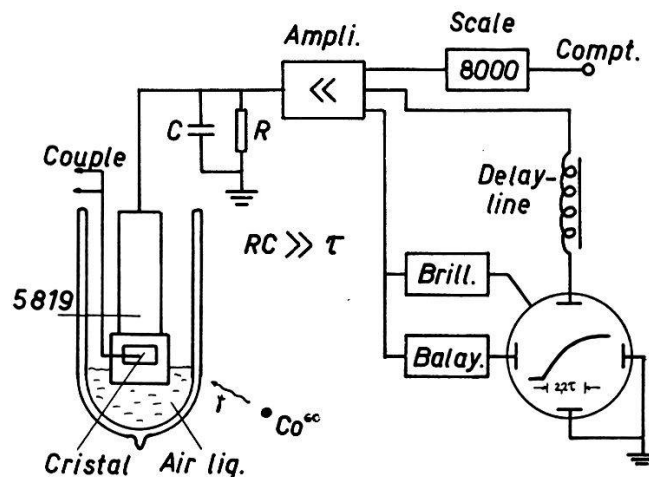 Ampli.
Scale
8000
Compt.
<<
C
R
Couple
Delay-
line
RC >> τ
Brill.
5819
Balay.
2,2τ
γ
Co⁶⁰
Cristal
Air liq.